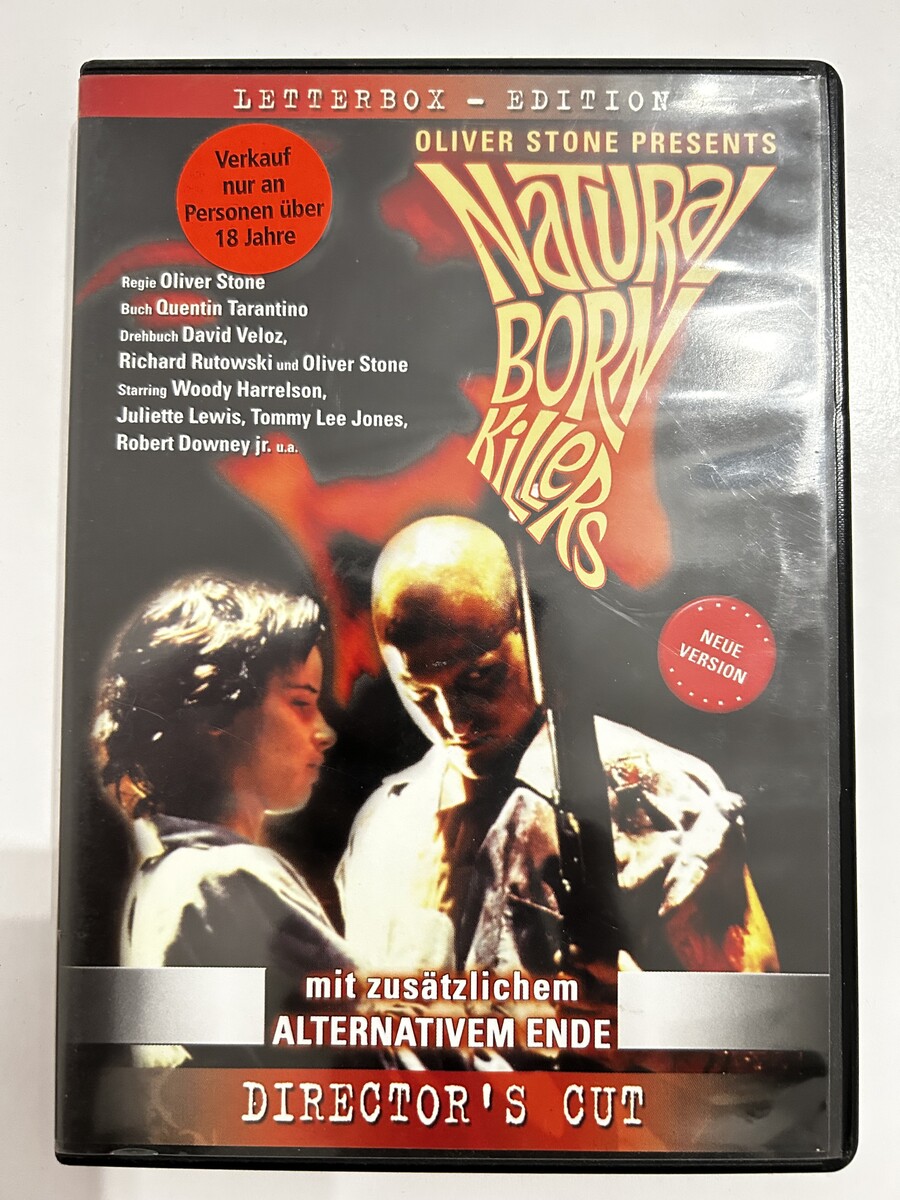 LETTERBOX - EDITION
OLIVER STONE PRESENTS
NATURAL
BORN
KILLERS
Verkauf
nur an
Personen über
18 Jahre
Regie Oliver Stone
Buch Quentin Tarantino
Drehbuch David Veloz,
Richard Rutowski und Oliver Stone
Starring Woody Harrelson,
Juliette Lewis, Tommy Lee Jones,
Robert Downey jr. u.a.
NEUE
VERSION
mit zusätzlichem
ALTERNATIVEM ENDE
DIRECTOR'S CUT